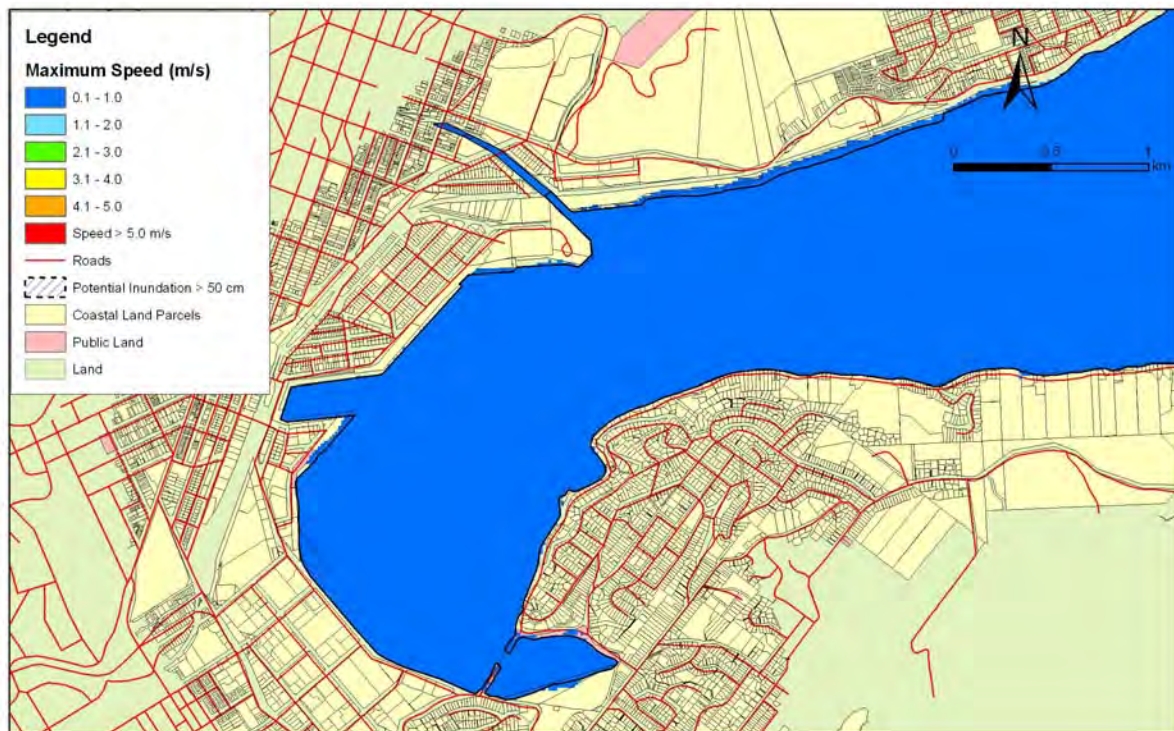 Legend
Maximum Speed (m/s)
0.1 - 1.0
1.1 - 2.0
2.1 - 3.0
3.1 - 4.0
4.1 - 5.0
Speed > 5.0 m/s
Roads
Potential Inundation > 50 cm
Coastal Land Parcels
Public Land
Land
N
0 0.5 1
km